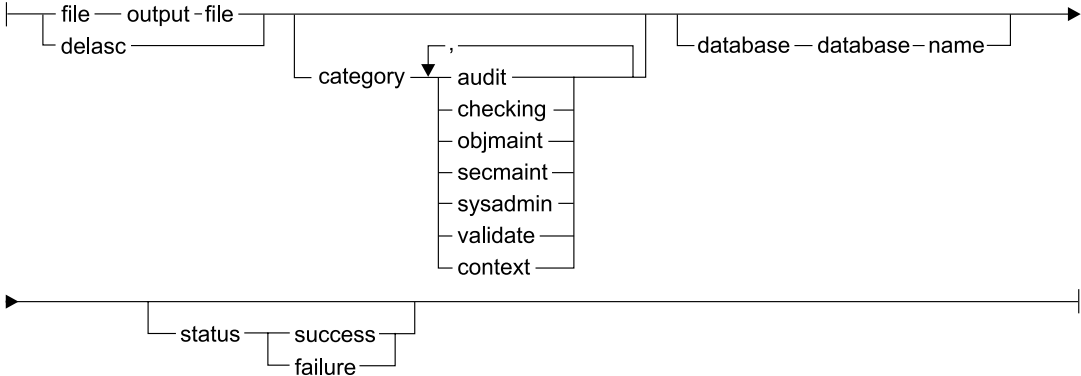 file output file
delasc
,
category audit
database database name
checking
objmaint
secmaint
sysadmin
validate
context
status success
failure